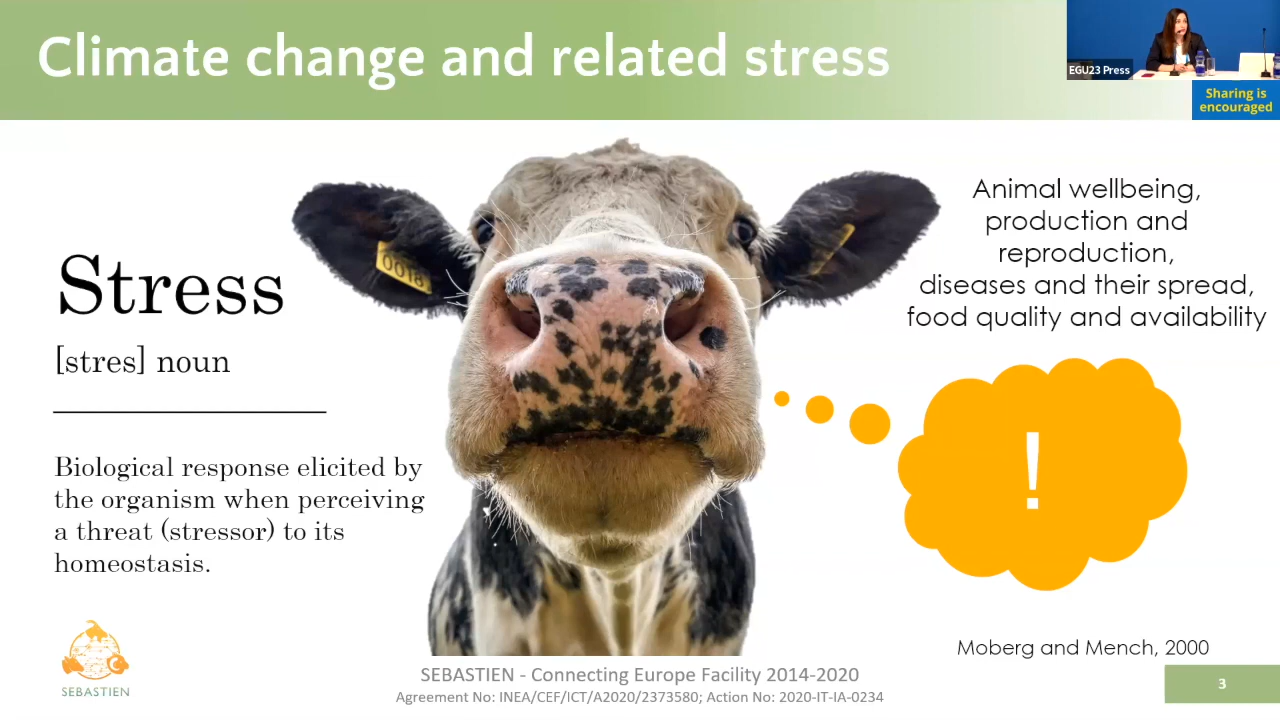 Climate change and related stress
EGU23 Press
Sharing is
encouraged
Stress
[stres] noun
Biological response elicited by
the organism when perceiving
a threat (stressor) to its
homeostasis.
0018
Animal wellbeing,
production and
reproduction,
diseases and their spread,
food quality and availability
!
Moberg and Mench, 2000
SEBASTIEN
SEBASTIEN - Connecting Europe Facility 2014-2020
Agreement No: INEA/CEF/ICT/A2020/2373580; Action No: 2020-IT-IA-0234
3